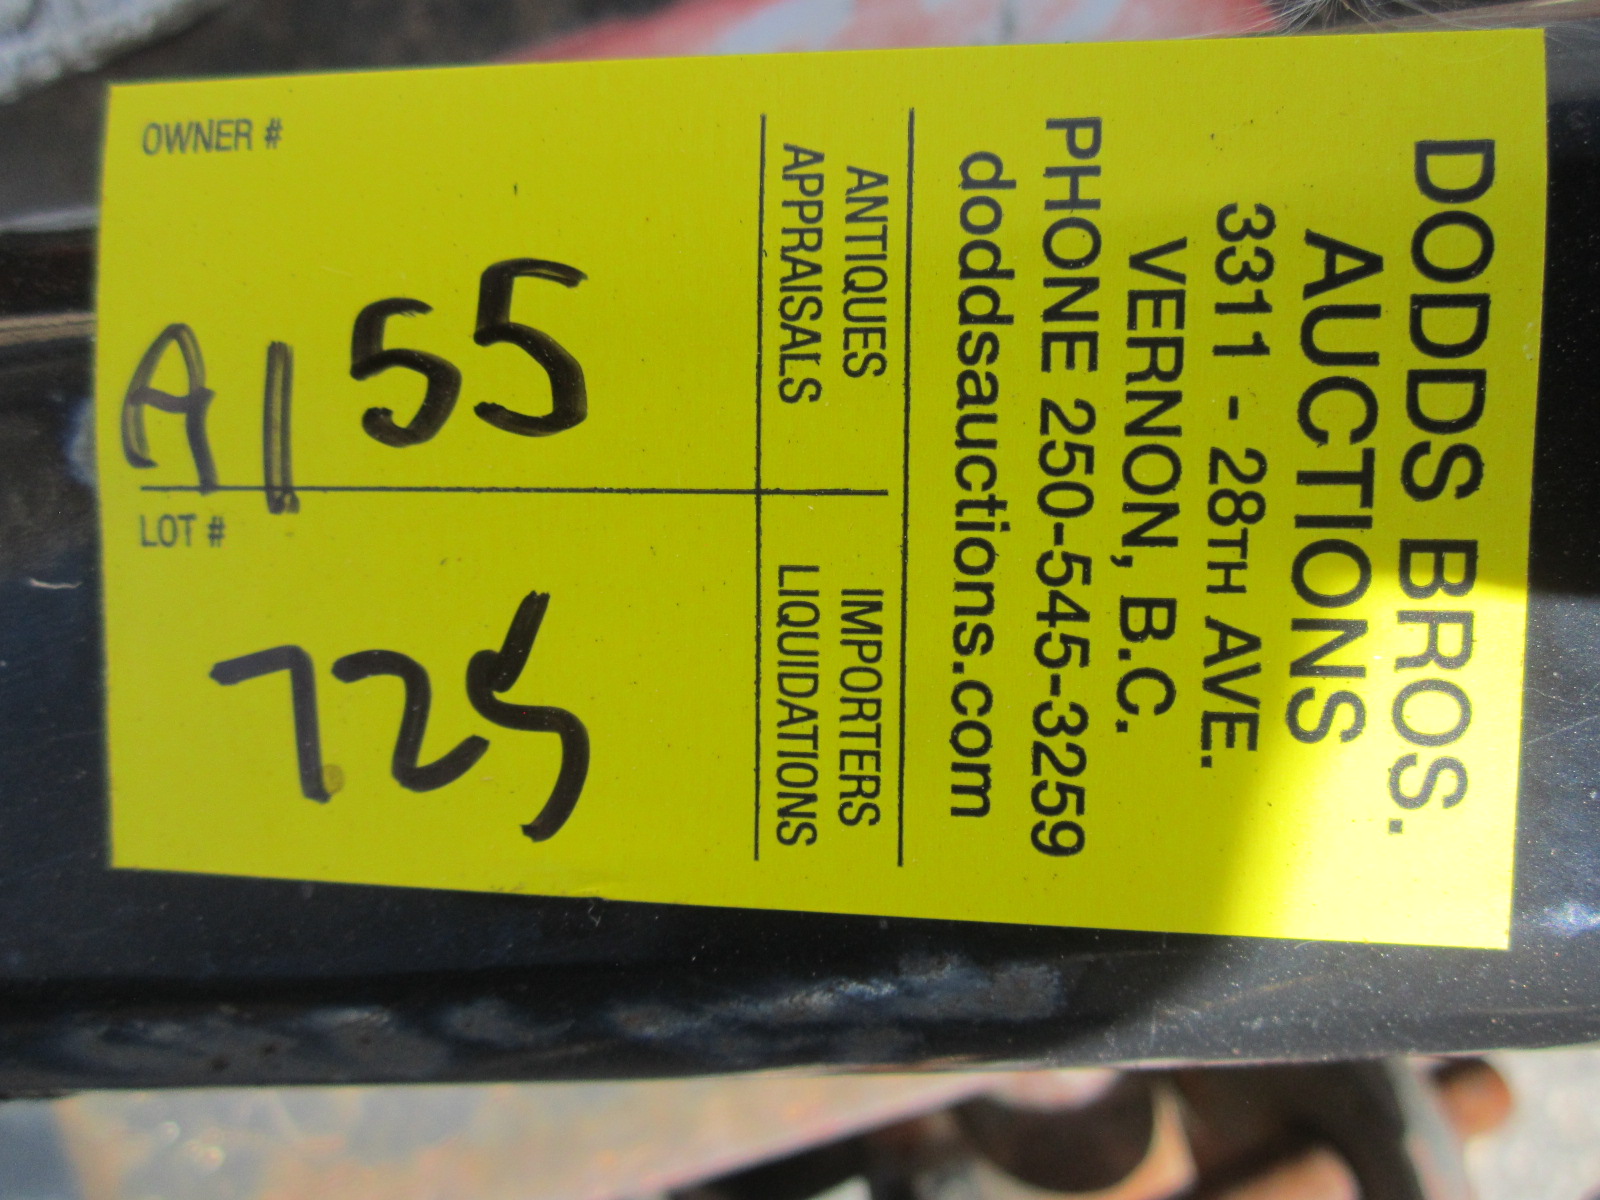 DODDS BROS.
AUCTIONS
3311 - 28TH AVE.
VERNON, B.C.
PHONE 250-545-3259
doddsauctions.com
ANTIQUES IMPORTERS
APPRAISALS LIQUIDATIONS
OWNER # LOT #
A155 725